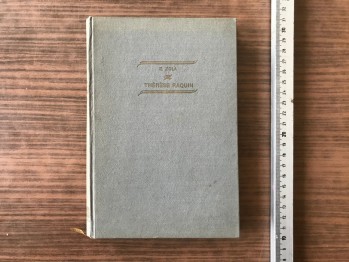 E. ZOLA
THÉRÈSE RAQUIN